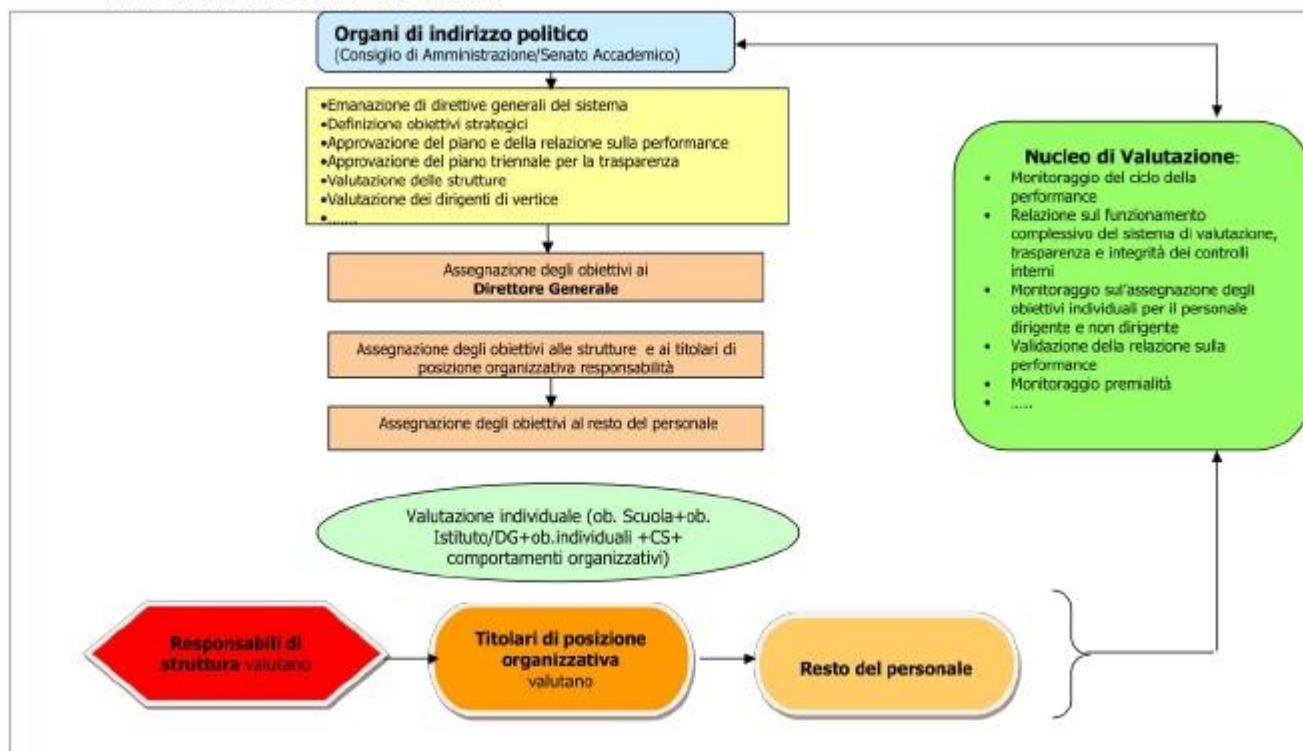 Organi di indirizzo politico
(Consiglio di Amministrazione/Senato Accademico)
•Emanazione di direttive generali del sistema
•Definizione obiettivi strategici
•Approvazione del piano e della relazione sulla performance
•Approvazione del piano triennale per la trasparenza
•Valutazione delle strutture
•Valutazione dei dirigenti di vertice
•.......
Assegnazione degli obiettivi ai
Direttore Generale
Assegnazione degli obiettivi alle strutture e ai titolari di
posizione organizzativa responsabilità
Assegnazione degli obiettivi al resto del personale
Nucleo di Valutazione:
• Monitoraggio del ciclo della
performance
• Relazione sul funzionamento
complessivo del sistema di valutazione,
trasparenza e integrità dei controlli
interni
• Monitoraggio sul'assegnazione degli
obiettivi individuali per il personale
dirigente e non dirigente
• Validazione della relazione sulla
performance
• Monitoraggio premialità
• .....
Valutazione individuale (ob. Scuola+ob.
Istituto/DG+ob.individuali +CS+
comportamenti organizzativi)
Responsabili di
struttura valutano
Titolari di posizione
organizzativa
valutano
Resto del personale